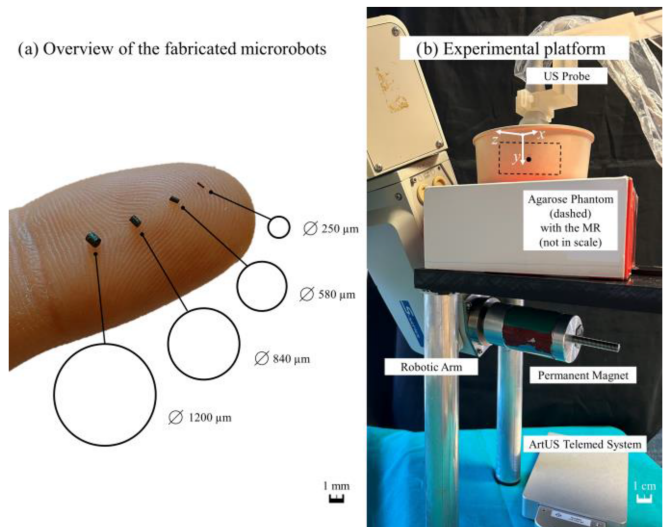 (a) Overview of the fabricated microrobots
∅ 250 µm
∅ 580 µm
∅ 840 µm
∅ 1200 µm
1 mm
(b) Experimental platform
US Probe
x
z
y
Agarose Phantom
(dashed)
with the MR
(not in scale)
Robotic Arm
Permanent Magnet
ArtUS Telemed System
1 cm